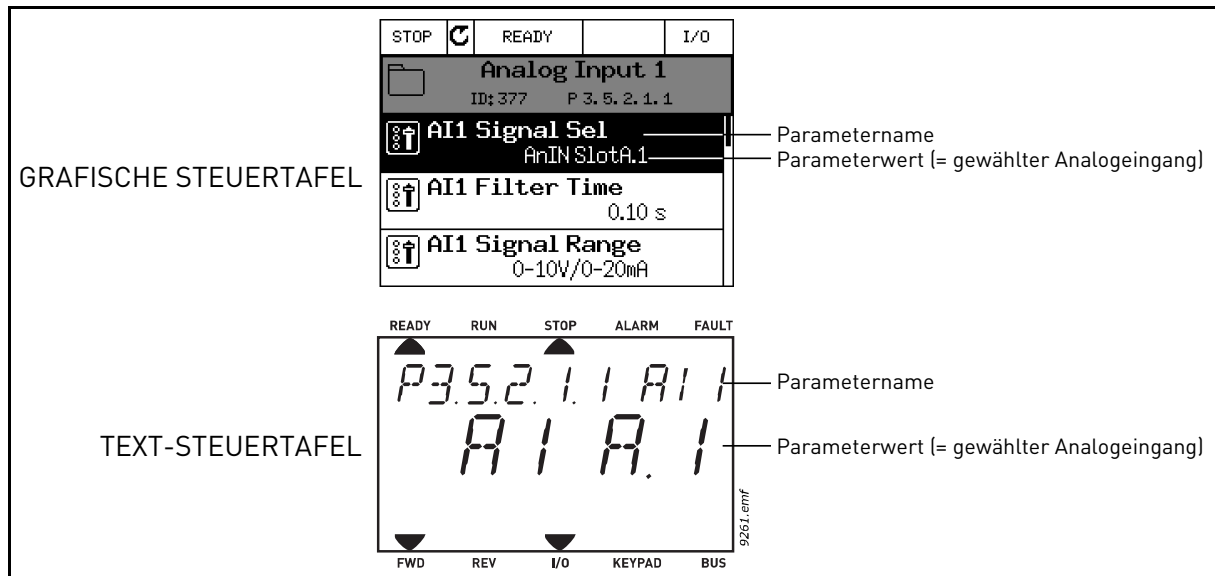 STOP READY I/O
Analog Input 1
ID: 377 P 3. 5. 2. 1. 1
AI1 Signal Sel
AnIN SlotA.1
Parametername
Parameterwert (= gewählter Analogeingang)
GRAFISCHE STEUERTAFEL
AI1 Filter Time
0.10 s
AI1 Signal Range
0-10V/0-20mA
READY RUN STOP ALARM FAULT
P3.5.2.1.1 AI1
Parametername
TEXT-STEUERTAFEL
AI A.1
Parameterwert (= gewählter Analogeingang)
9261.emf
FWD REV I/O KEYPAD BUS